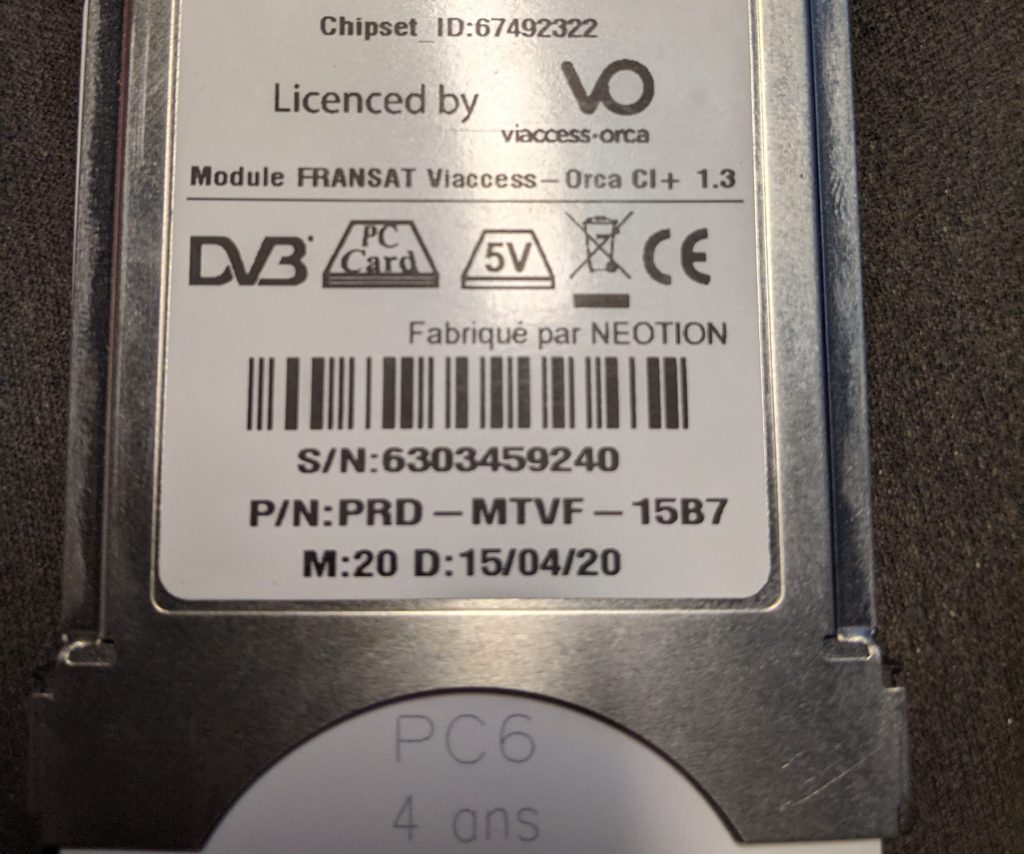 Chipset_ID:67492322
Licenced by VO
viaccess•orca
Module FRANSAT Viaccess-Orca CI+ 1.3
DVB PC Card 5V CE
Fabriqué par NEOTION
S/N:6303459240
P/N:PRD-MTVF-15B7
M:20 D:15/04/20
PC6
4 ans